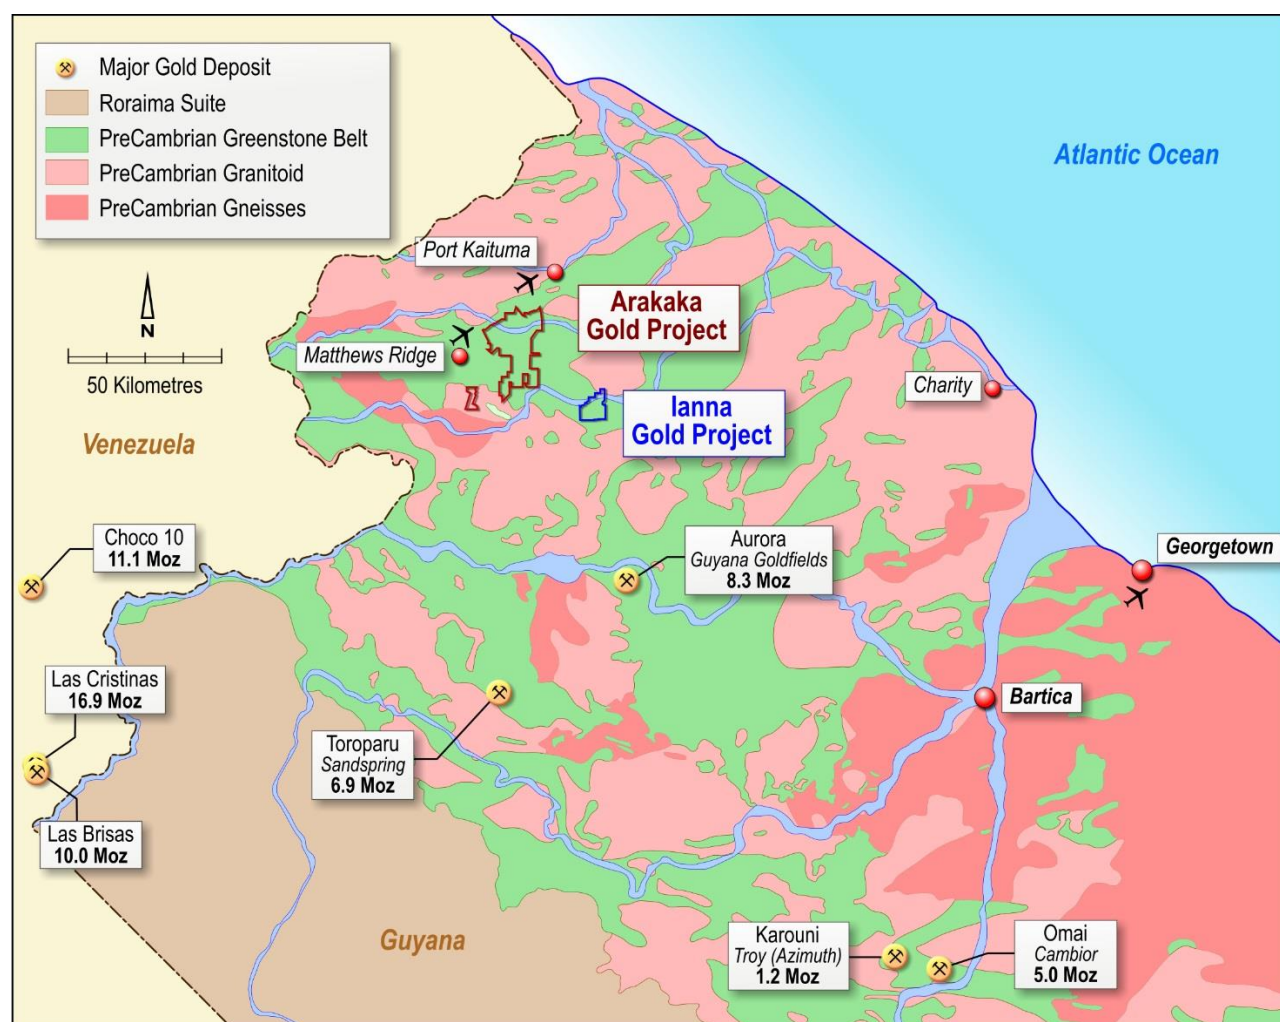 Major Gold Deposit
Roraima Suite
PreCambrian Greenstone Belt
PreCambrian Granitoid
PreCambrian Gneisses
N
50 Kilometres
Atlantic Ocean
Port Kaituma
Arakaka
Gold Project
Matthews Ridge
Ianna
Gold Project
Charity
Venezuela
Choco 10
11.1 Moz
Aurora
Guyana Goldfields
8.3 Moz
Georgetown
Las Cristinas
16.9 Moz
Bartica
Toroparu
Sandspring
6.9 Moz
Las Brisas
10.0 Moz
Guyana
Karouni
Troy (Azimuth)
1.2 Moz
Omai
Cambior
5.0 Moz